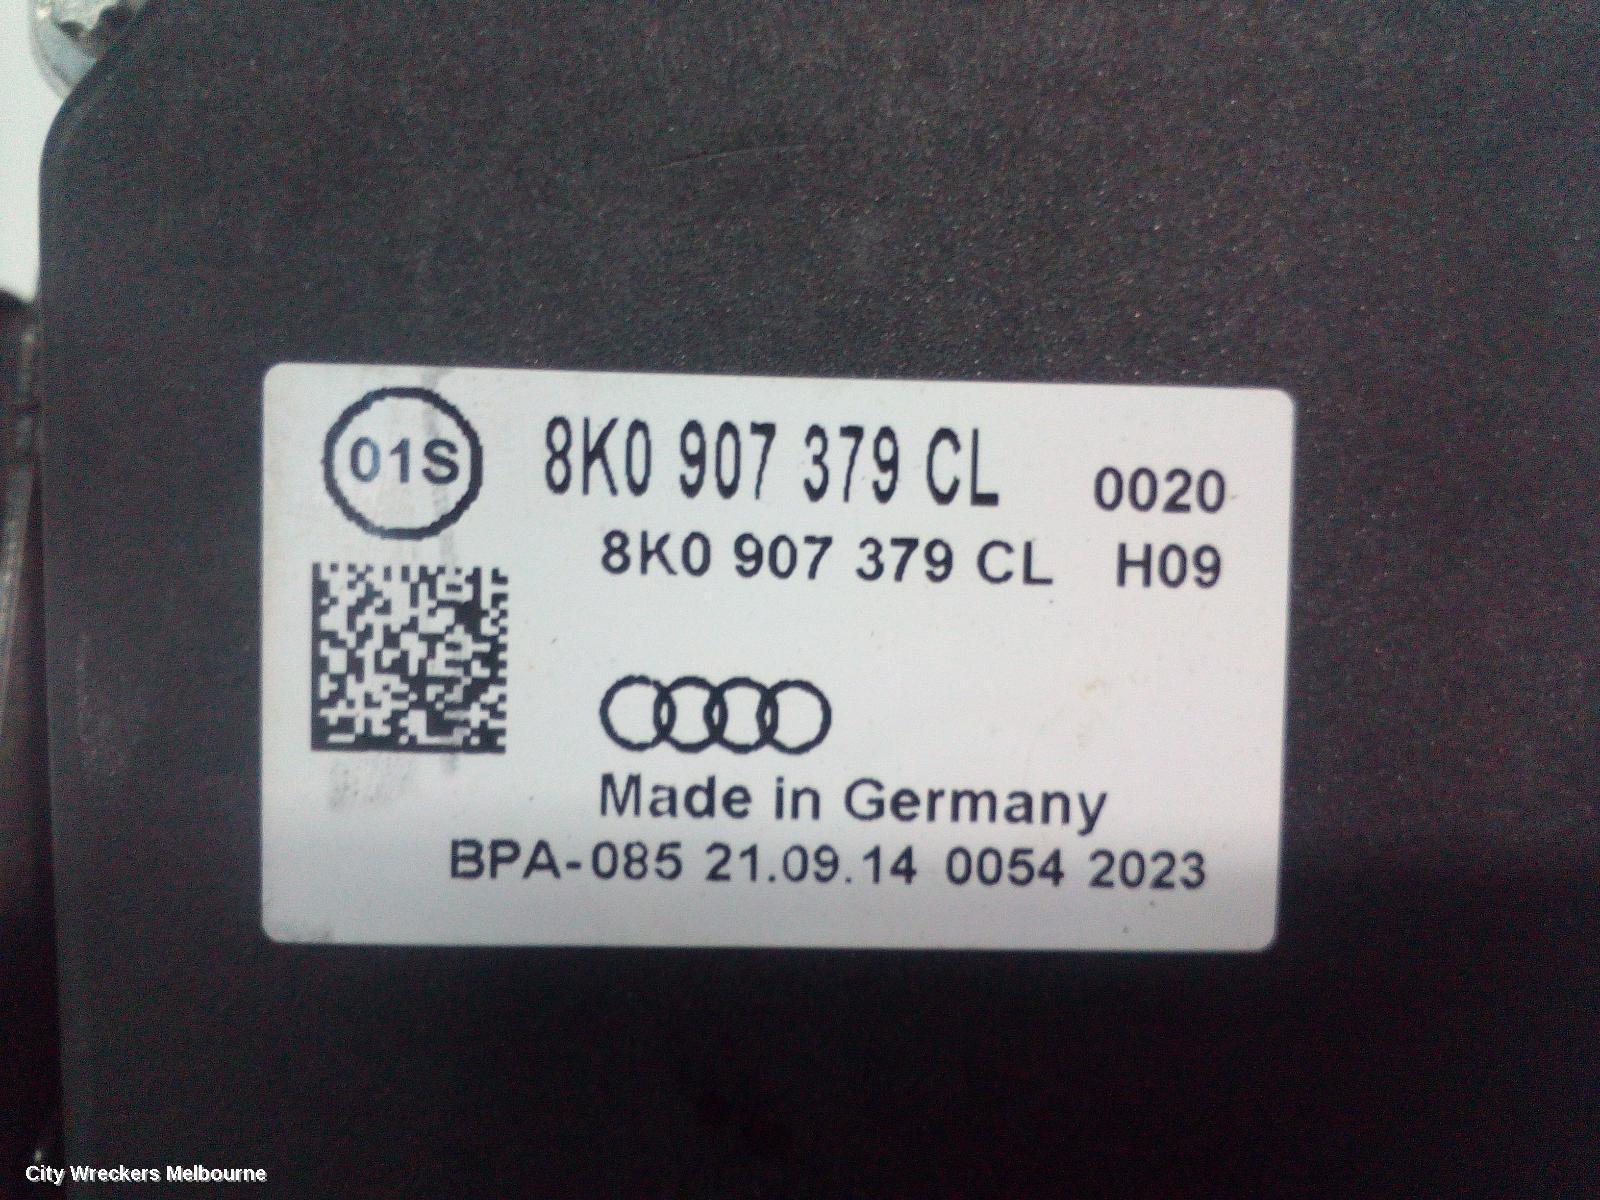 01S
8K0 907 379 CL 0020
8K0 907 379 CL H09
Made in Germany
BPA-085 21.09.14 0054 2023
City Wreckers Melbourne